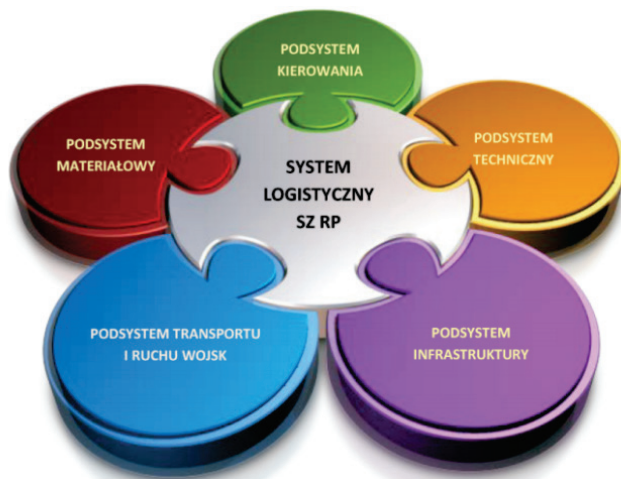 PODSYSTEM
KIEROWANIA
PODSYSTEM
MATERIAŁOWY
PODSYSTEM
TECHNICZNY
SYSTEM
LOGISTYCZNY
SZ RP
PODSYSTEM TRANSPORTU
I RUCHU WOJSK
PODSYSTEM
INFRASTRUKTURY